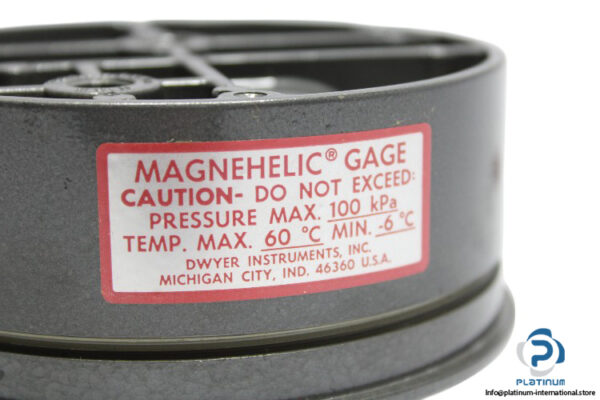 MAGNEHELIC® GAGE
CAUTION- DO NOT EXCEED:
PRESSURE MAX. 100 kPa
TEMP. MAX. 60 °C MIN. -6 °C
DWYER INSTRUMENTS, INC.
MICHIGAN CITY, IND. 46360 U.S.A.
PLATINUM
Info@platinum-international.store